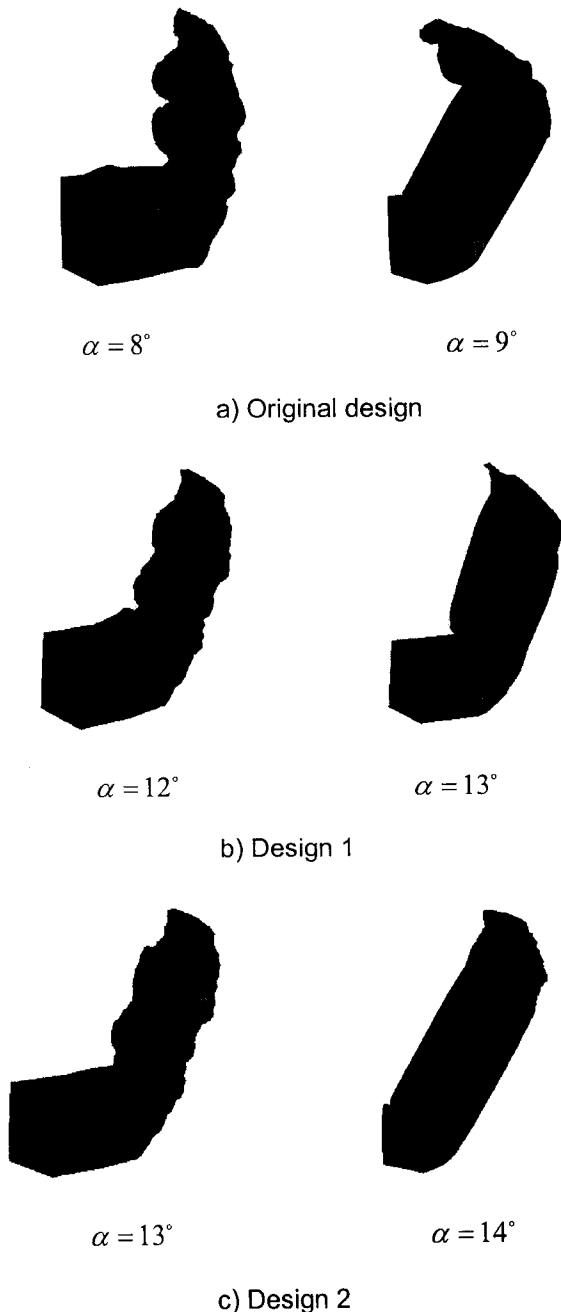 α = 8° α = 9°
a) Original design
α = 12° α = 13°
b) Design 1
α = 13° α = 14°
c) Design 2